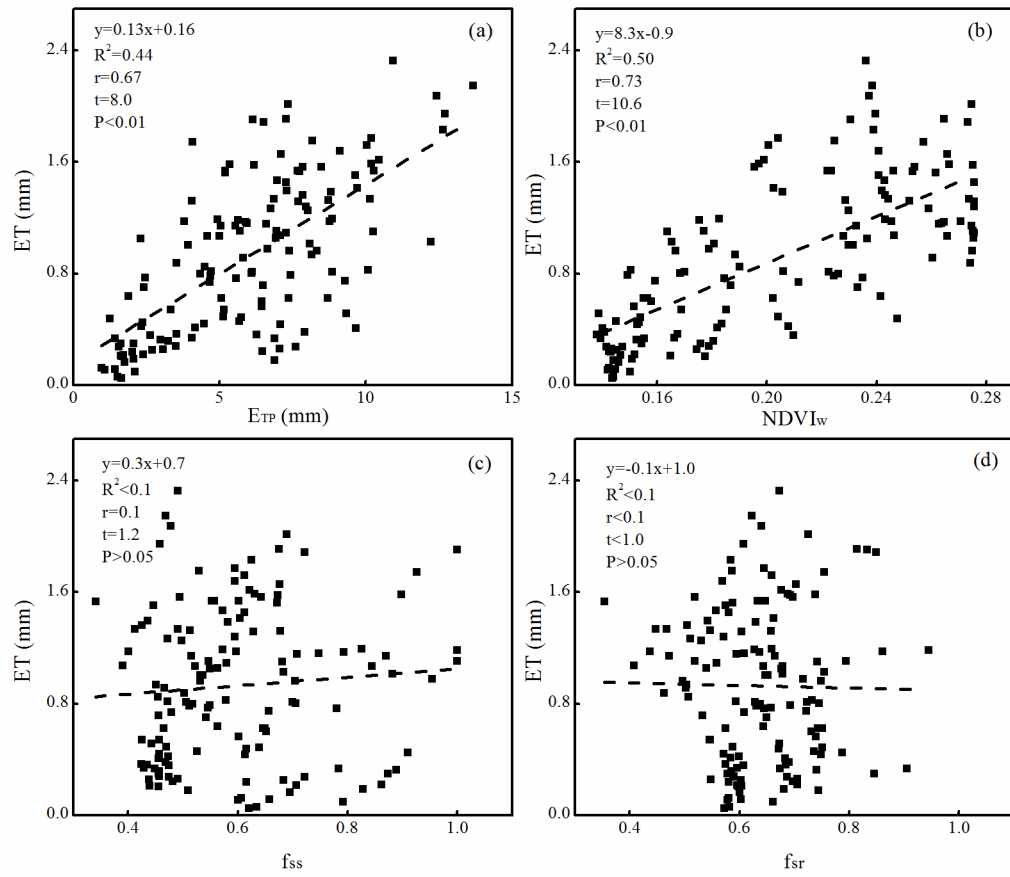 y=0.13x+0.16
R²=0.44
r=0.67
t=8.0
P<0.01
(a)
ET (mm)
2.4
1.6
0.8
0.0
0
5
10
15
E_TP (mm)
y=8.3x-0.9
R²=0.50
r=0.73
t=10.6
P<0.01
(b)
ET (mm)
2.4
1.6
0.8
0.0
0.16
0.20
0.24
0.28
NDVI_w
y=0.3x+0.7
R²<0.1
r=0.1
t=1.2
P>0.05
(c)
ET (mm)
2.4
1.6
0.8
0.0
0.4
0.6
0.8
1.0
f_ss
y=-0.1x+1.0
R²<0.1
r<0.1
t<1.0
P>0.05
(d)
ET (mm)
2.4
1.6
0.8
0.0
0.4
0.6
0.8
1.0
f_sr